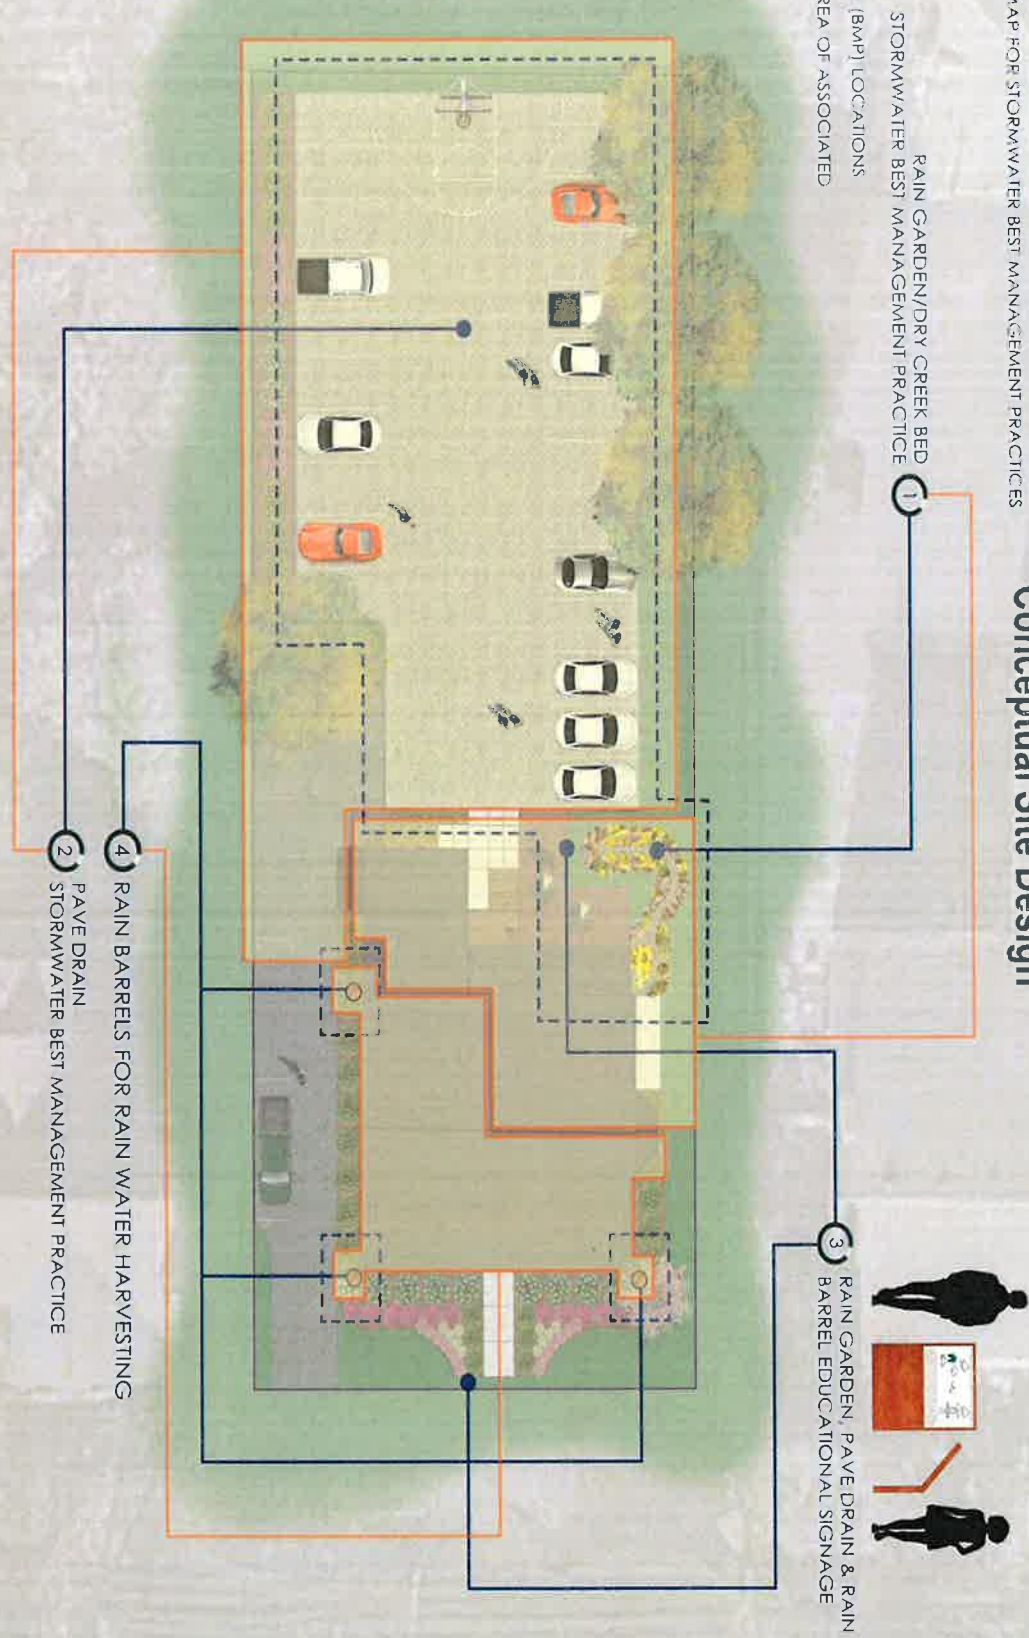 Conceptual Site Design
MAP FOR STORMWATER BEST MANAGEMENT PRACTICES
(BMP) LOCATIONS
AREA OF ASSOCIATED
RAIN GARDEN/DRY CREEK BED
STORMWATER BEST MANAGEMENT PRACTICE
1
3
RAIN GARDEN, PAVE DRAIN & RAIN
BARREL EDUCATIONAL SIGNAGE
4
RAIN BARRELS FOR RAIN WATER HARVESTING
2
PAVE DRAIN
STORMWATER BEST MANAGEMENT PRACTICE